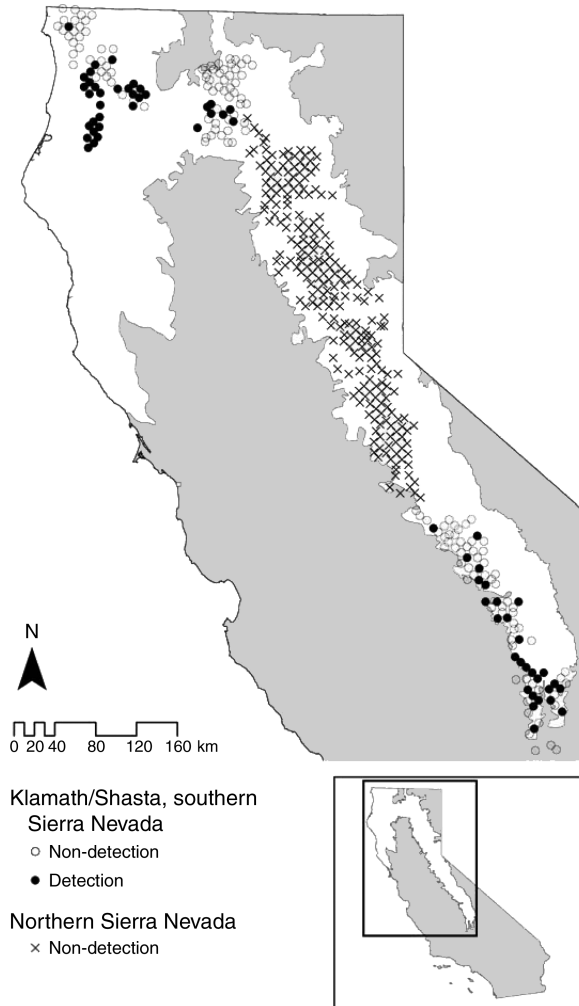 N
0 20 40 80 120 160 km
Klamath/Shasta, southern
Sierra Nevada
Non-detection
Detection
Northern Sierra Nevada
Non-detection